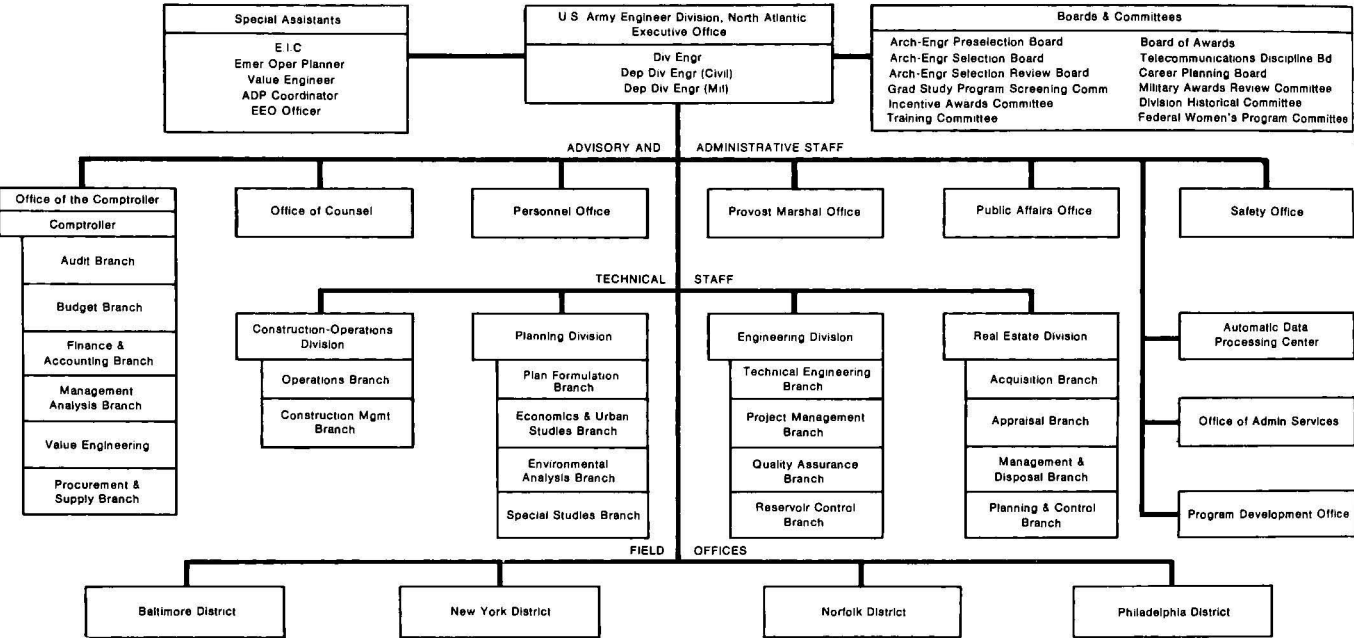 Special Assistants
E.I.C
Emer Oper Planner
Value Engineer
ADP Coordinator
EEO Officer
U S Army Engineer Division, North Atlantic
Executive Office
Div Engr
Dep Div Engr (Civil)
Dep Div Engr (Mil)
Boards & Committees
Arch-Engr Preselection Board
Arch-Engr Selection Board
Arch-Engr Selection Review Board
Grad Study Program Screening Comm
Incentive Awards Committee
Training Committee
Board of Awards
Telecommunications Discipline Bd
Career Planning Board
Military Awards Review Committee
Division Historical Committee
Federal Women's Program Committee
ADVISORY AND ADMINISTRATIVE STAFF
Office of the Comptroller
Comptroller
Audit Branch
Budget Branch
Finance &
Accounting Branch
Management
Analysis Branch
Value Engineering
Procurement &
Supply Branch
Office of Counsel
Personnel Office
Provost Marshal Office
Public Affairs Office
Safety Office
TECHNICAL STAFF
Construction-Operations
Division
Operations Branch
Construction Mgmt
Branch
Planning Division
Plan Formulation
Branch
Economics & Urban
Studies Branch
Environmental
Analysis Branch
Special Studies Branch
Engineering Division
Technical Engineering
Branch
Project Management
Branch
Quality Assurance
Branch
Reservoir Control
Branch
Real Estate Division
Acquisition Branch
Appraisal Branch
Management &
Disposal Branch
Planning & Control
Branch
Automatic Data
Processing Center
Office of Admin Services
Program Development Office
FIELD OFFICES
Baltimore District
New York District
Norfolk District
Philadelphia District